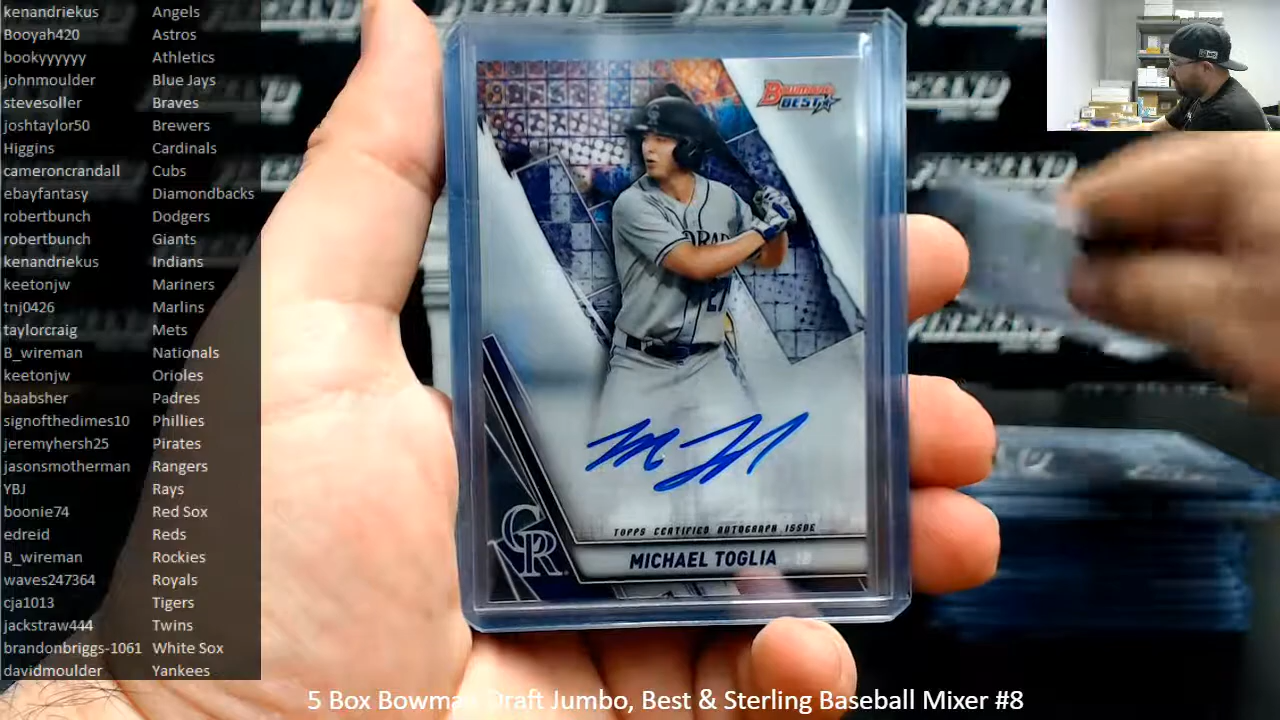 kenandriekus Angels
Booyah420 Astros
bookyyyyyy Athletics
johnmoulder Blue Jays
stevesoller Braves
joshtaylor50 Brewers
Higgins Cardinals
cameroncrandall Cubs
ebayfantasy Diamondbacks
robertbunch Dodgers
robertbunch Giants
kenandriekus Indians
keetonjw Mariners
tnj0426 Marlins
taylorcraig Mets
B_wireman Nationals
keetonjw Orioles
baabsher Padres
signofthedimes10 Phillies
jeremyhersh25 Pirates
jasonsmotherman Rangers
YBJ Rays
boonie74 Red Sox
edreid Reds
B_wireman Rockies
waves247364 Royals
cja1013 Tigers
jackstraw444 Twins
brandonbriggs-1061 White Sox
davidmoulder Yankees
Bowman's
BEST
27
CR
TOPPS CERTIFIED AUTOGRAPH ISSUE
MICHAEL TOGLIA
5 Box Bowman Draft Jumbo, Best & Sterling Baseball Mixer #8